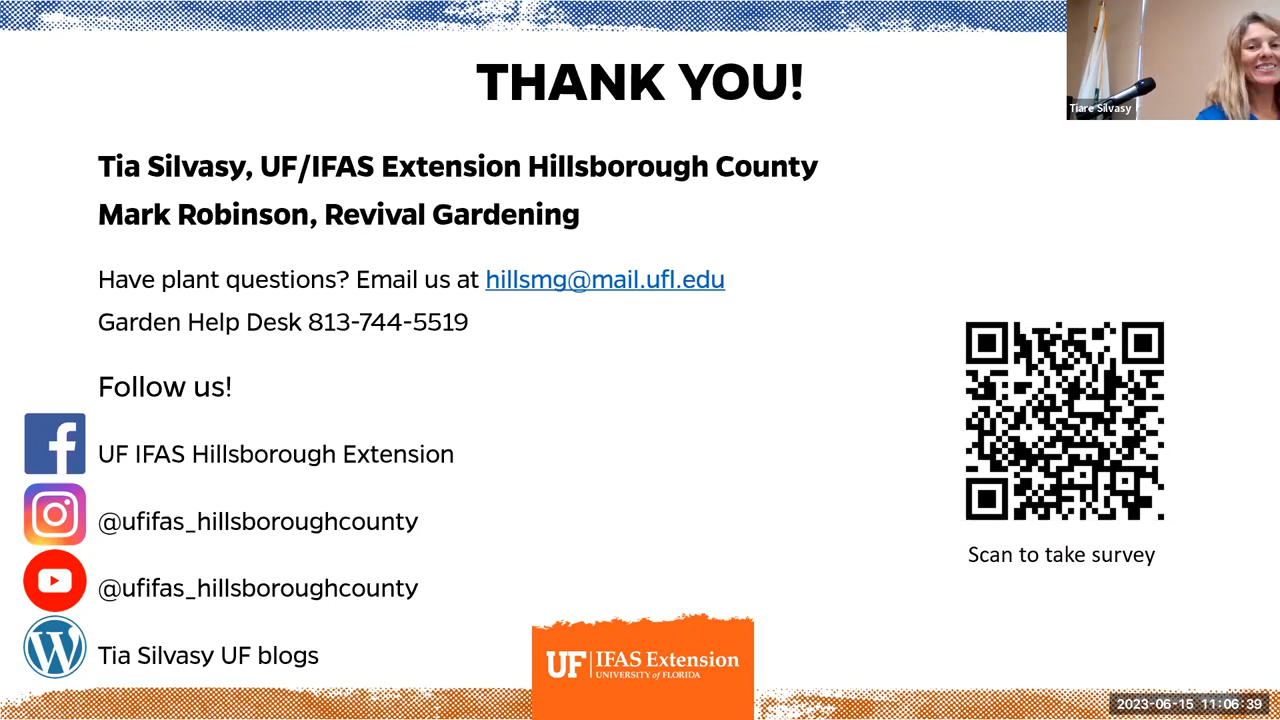 THANK YOU!
Tiare Silvasy
Tia Silvasy, UF/IFAS Extension Hillsborough County
Mark Robinson, Revival Gardening
Have plant questions? Email us at hillsmg@mail.ufl.edu
Garden Help Desk 813-744-5519
Follow us!
UF IFAS Hillsborough Extension
@ufifas_hillsboroughcounty
@ufifas_hillsboroughcounty
Tia Silvasy UF blogs
Scan to take survey
UF IFAS Extension
UNIVERSITY of FLORIDA
2023-06-15 11:06:39